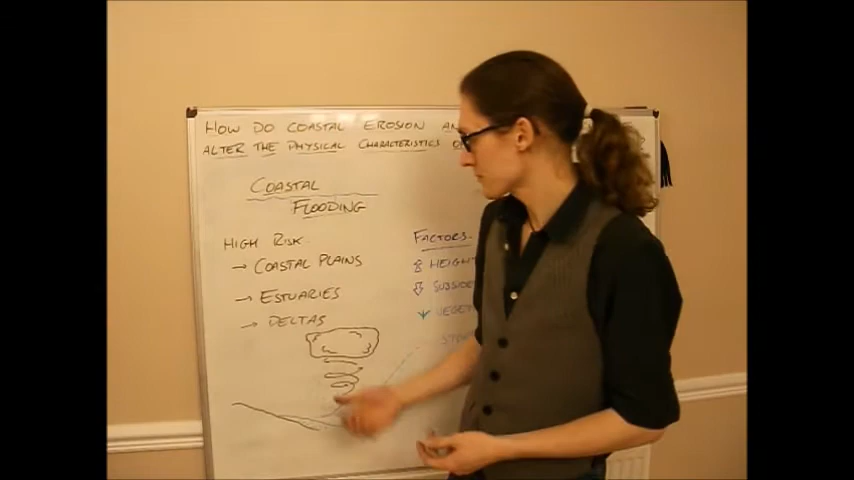 HOW DO COASTAL EROSION AN
ALTER THE PHYSICAL CHARACTERISTICS O
COASTAL
FLOODING
HIGH RISK
→ COASTAL PLAINS
→ ESTUARIES
→ DELTAS
FACTORS
⇧ HEIGHT
⇩ SUBSIDE
↓ VEGET